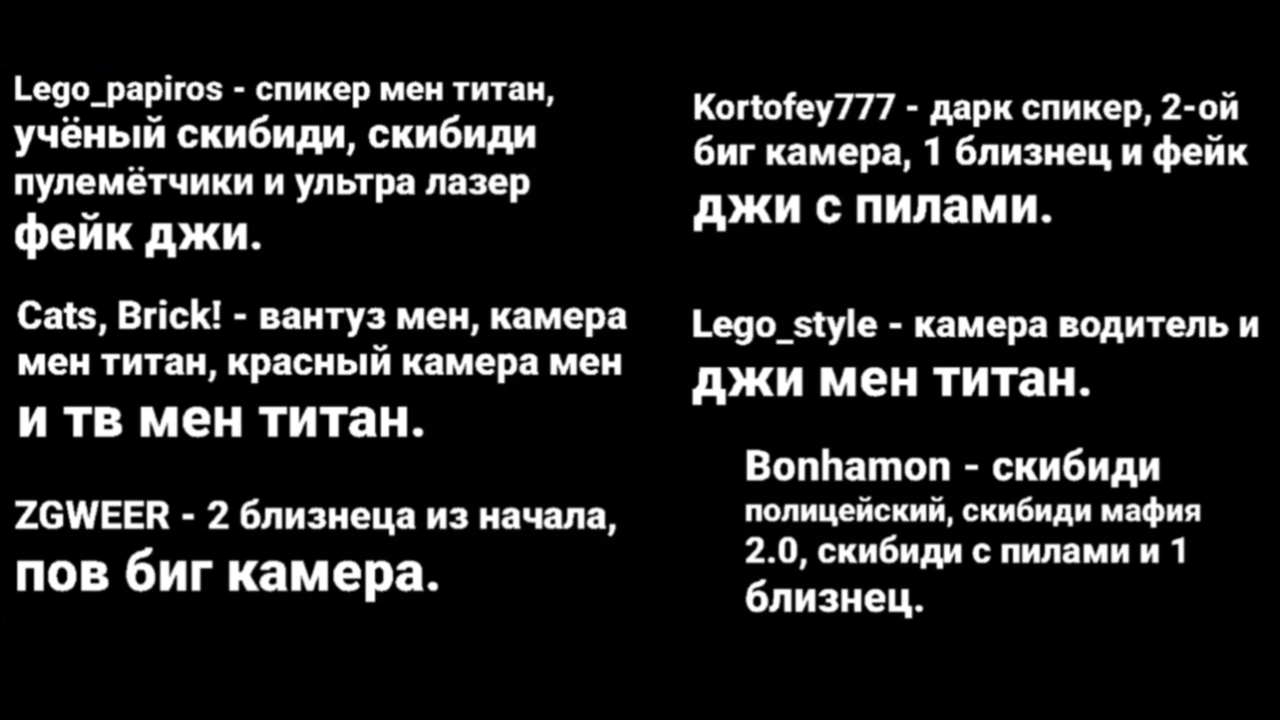 Lego_papiros - спикер мен титан,
учёный скибиди, скибиди
пулемётчики и ультра лазер
фейк джи.
Cats, Brick! - вантуз мен, камера
мен титан, красный камера мен
и тв мен титан.
ZGWEER - 2 близнеца из начала,
пов биг камера.
Kortofey777 - дарк спикер, 2-ой
биг камера, 1 близнец и фейк
джи с пилами.
Lego_style - камера водитель и
джи мен титан.
Bonhamon - скибиди
полицейский, скибиди мафия
2.0, скибиди с пилами и 1
близнец.